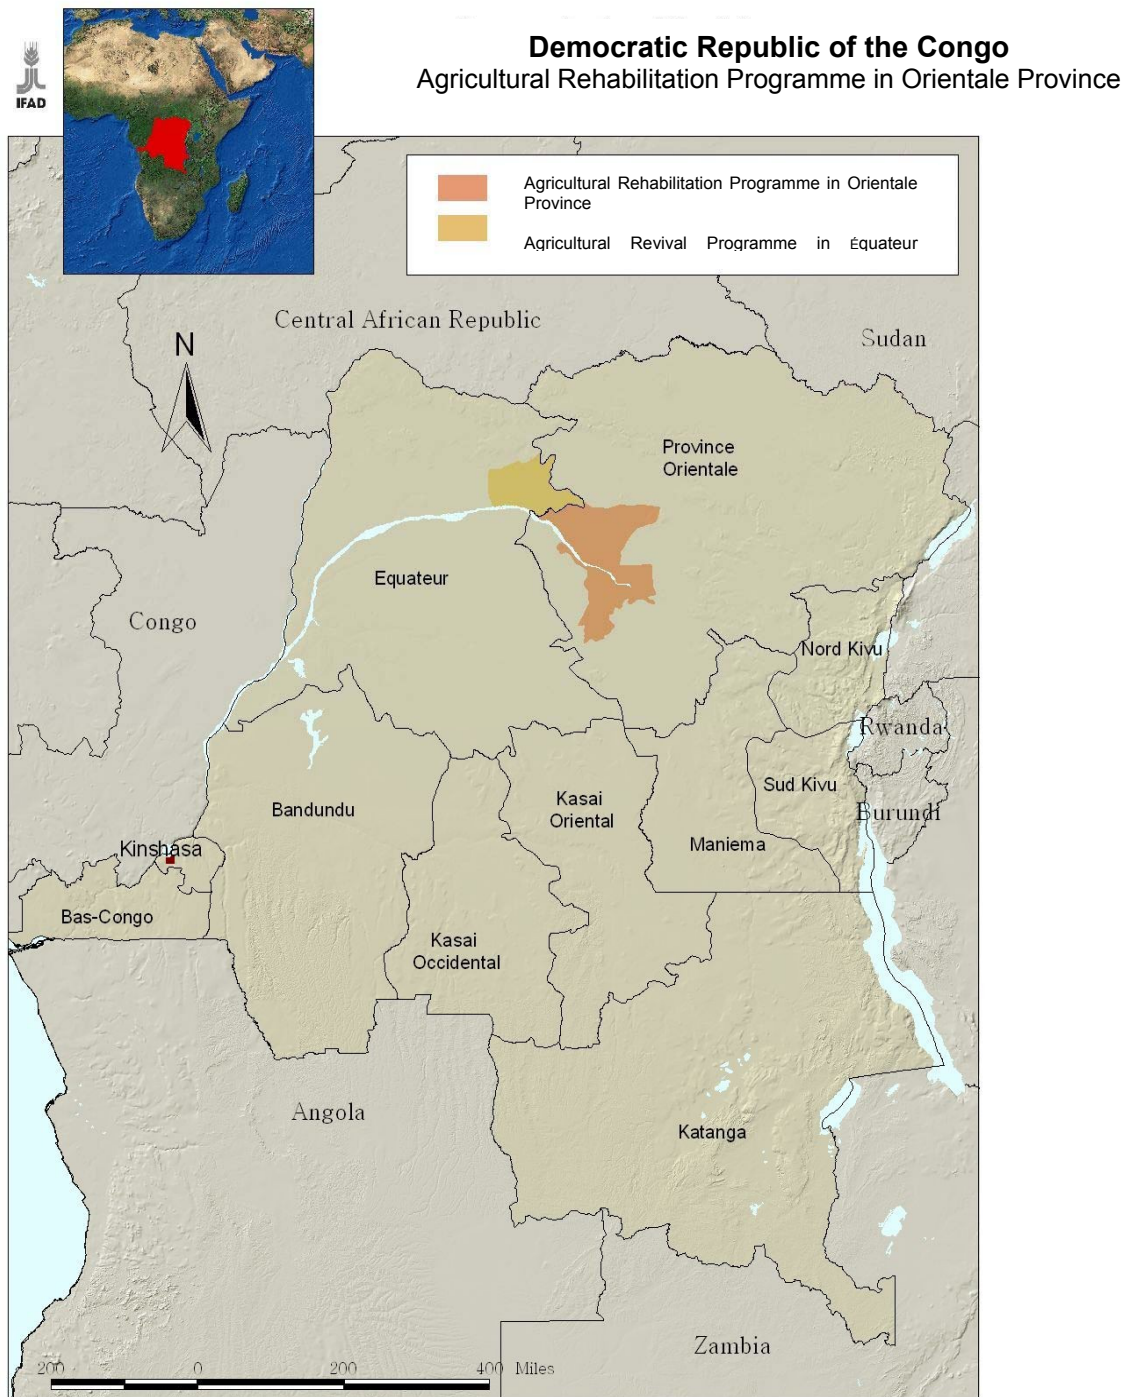 IFAD
Democratic Republic of the Congo
Agricultural Rehabilitation Programme in Orientale Province
Agricultural Rehabilitation Programme in Orientale
Province
Agricultural Revival Programme in Équateur
Central African Republic
Sudan
N
Province
Orientale
Equateur
Congo
Nord Kivu
Rwanda
Sud Kivu
Bandundu
Kasai
Oriental
Burundi
Maniema
Kinshasa
Bas-Congo
Kasai
Occidental
Angola
Katanga
Zambia
200 0 200 400 Miles